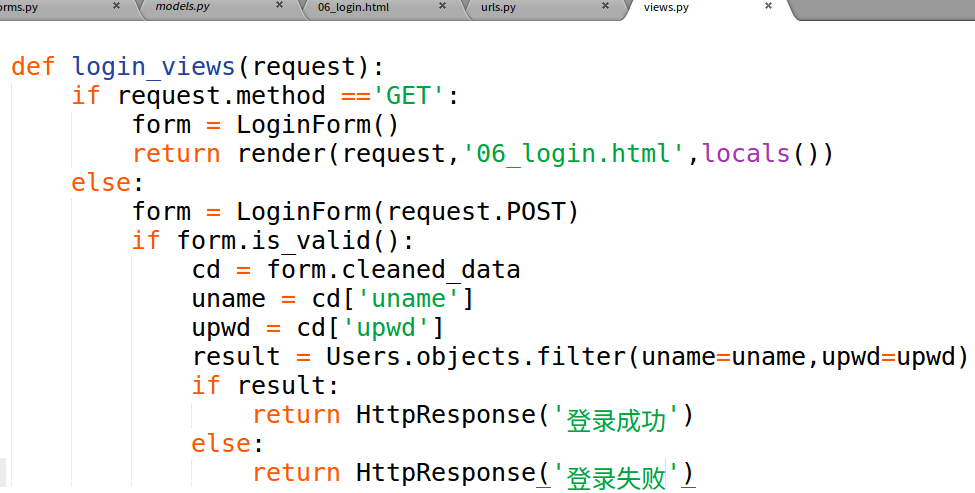 orms.py × models.py × 06_login.html × urls.py × views.py ×
def login_views(request):
    if request.method =='GET':
        form = LoginForm()
        return render(request,'06_login.html',locals())
    else:
        form = LoginForm(request.POST)
        if form.is_valid():
            cd = form.cleaned_data
            uname = cd['uname']
            upwd = cd['upwd']
            result = Users.objects.filter(uname=uname,upwd=upwd)
            if result:
                return HttpResponse('登录成功')
            else:
                return HttpResponse('登录失败')